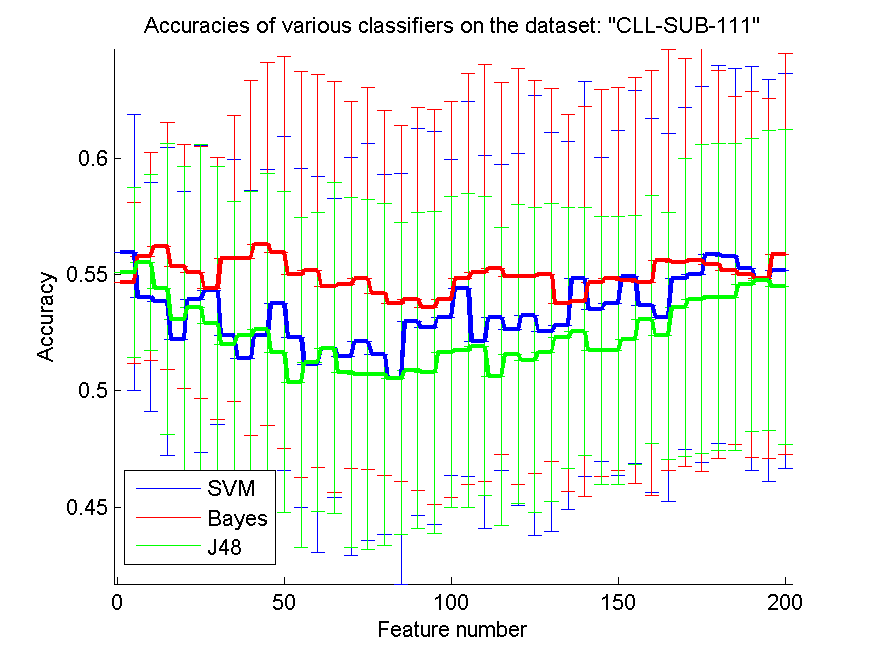 Accuracies of various classifiers on the dataset: "CLL-SUB-111"
Accuracy
0.6
0.55
0.5
0.45
SVM
Bayes
J48
0 50 100 150 200
Feature number